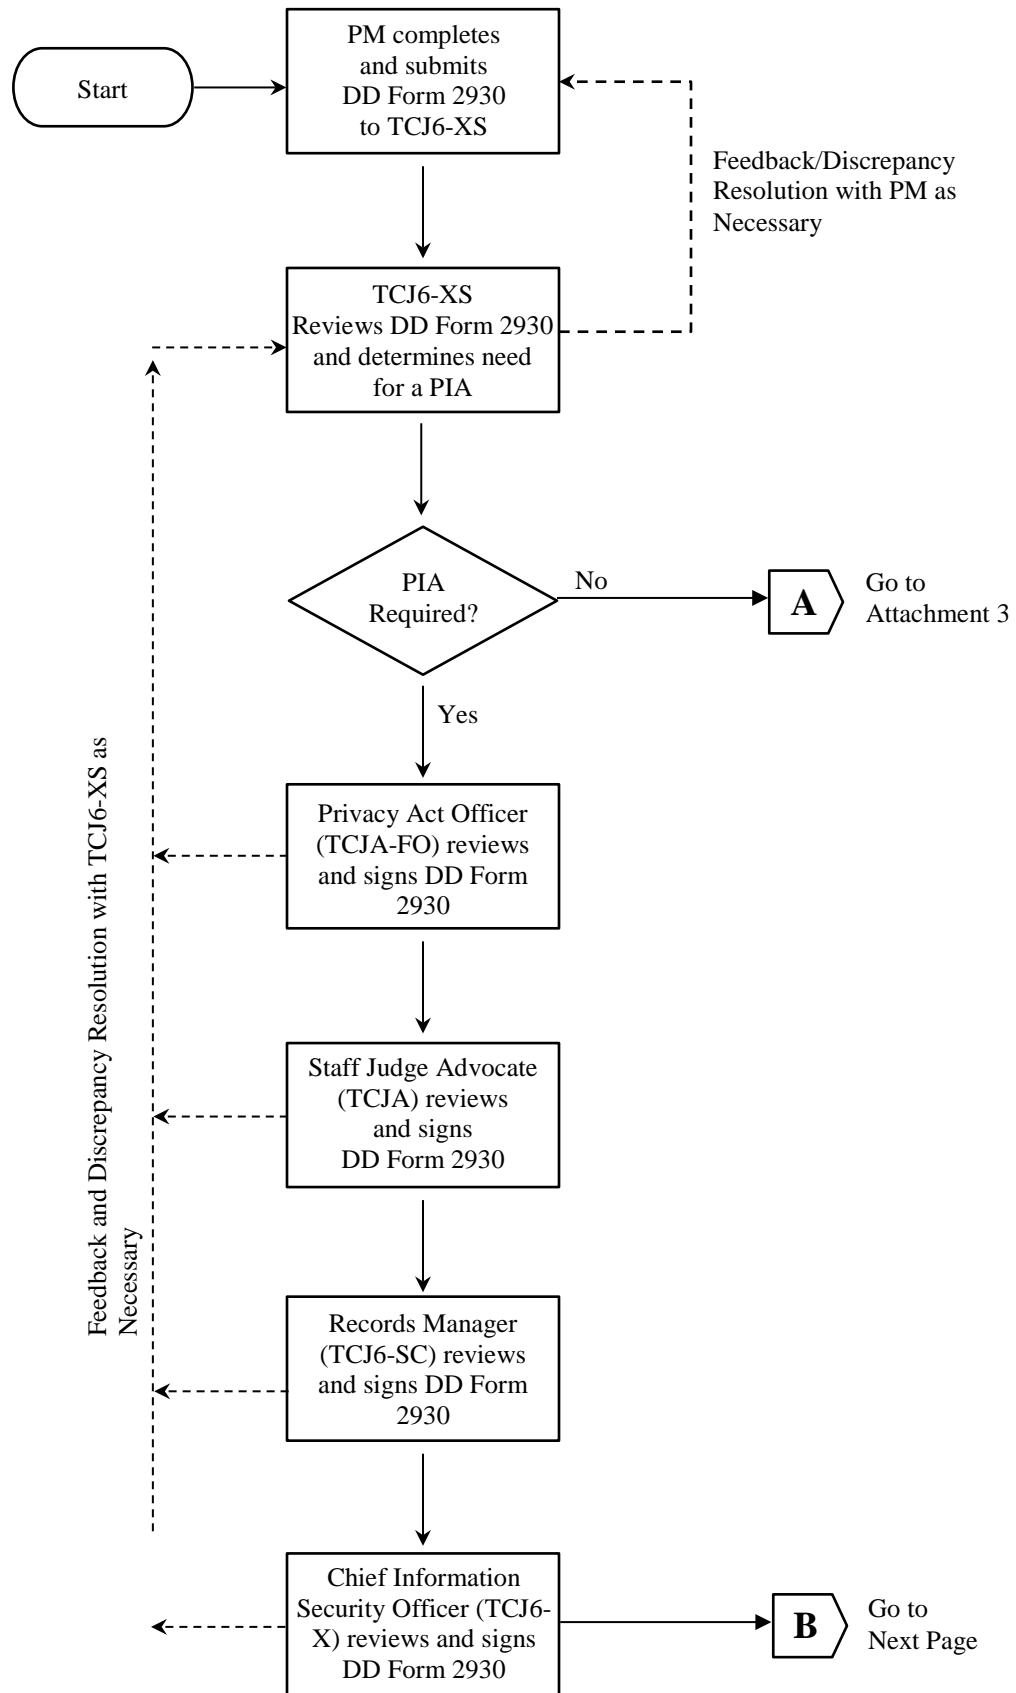 PM completes
and submits
DD Form 2930
to TCJ6-XS
Start
Feedback/Discrepancy
Resolution with PM as
Necessary
TCJ6-XS
Reviews DD Form 2930
and determines need
for a PIA
PIA
Required?
No
A
Go to
Attachment 3
Yes
Privacy Act Officer
(TCJA-FO) reviews
and signs DD Form
2930
Feedback and Discrepancy Resolution with TCJ6-XS as
Necessary
Staff Judge Advocate
(TCJA) reviews
and signs
DD Form 2930
Records Manager
(TCJ6-SC) reviews
and signs DD Form
2930
Chief Information
Security Officer (TCJ6-
X) reviews and signs
DD Form 2930
B
Go to
Next Page